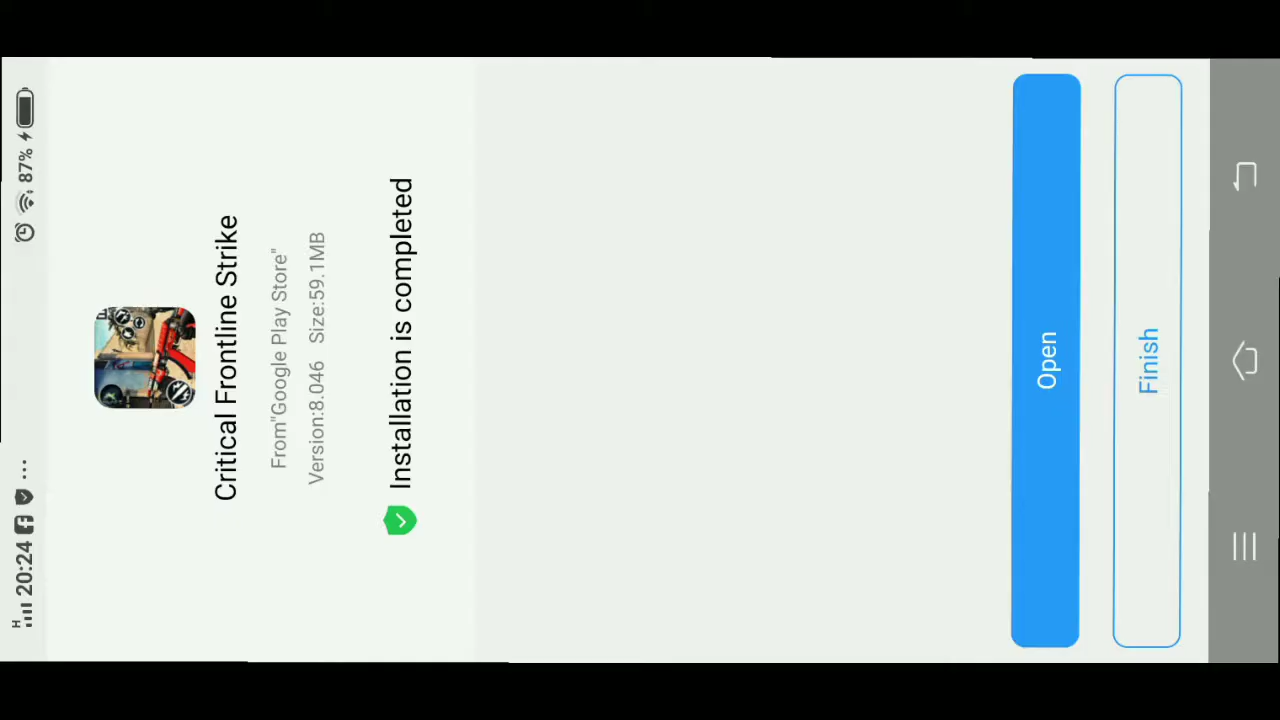 H 20:24 ... 87%
Critical Frontline Strike
From"Google Play Store"
Version:8.046 Size:59.1MB
Installation is completed
Open
Finish